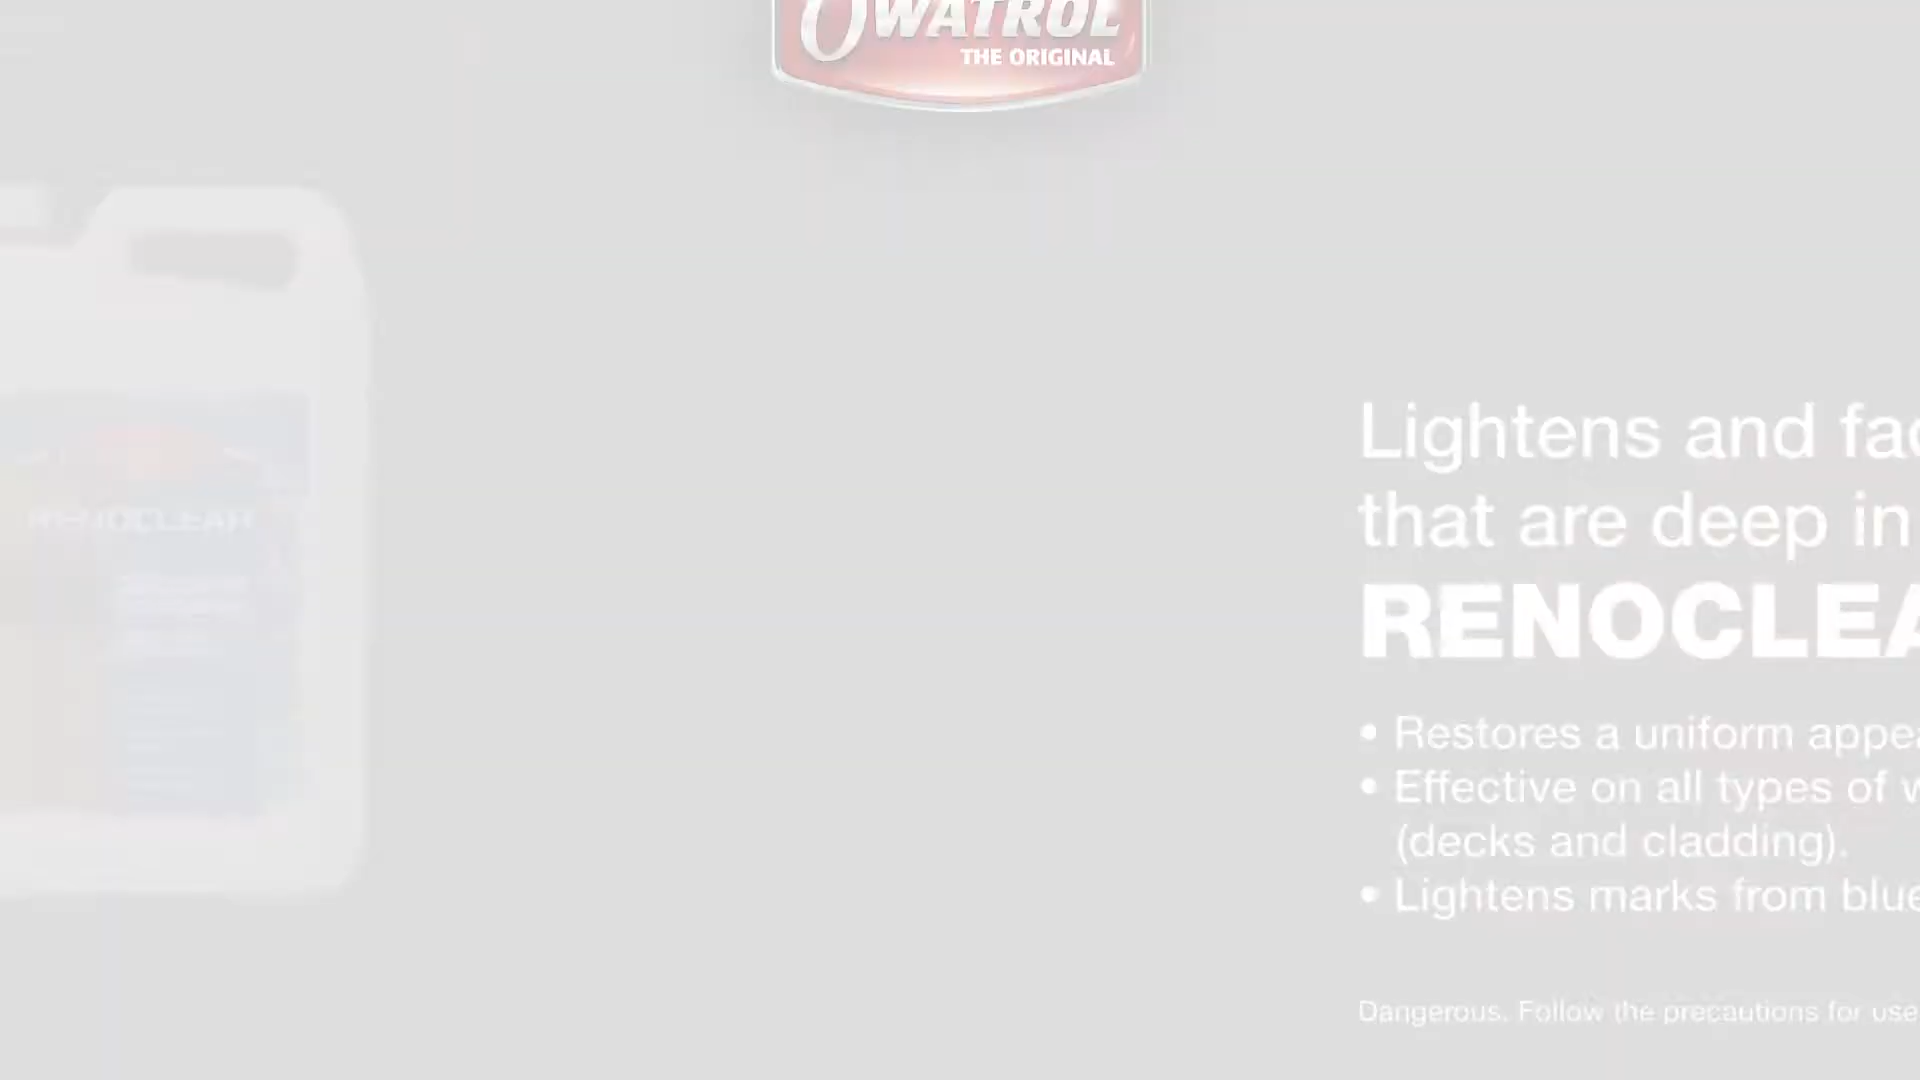 OWATROL
THE ORIGINAL
RENOCLEAR
Lightens and fa
that are deep in
RENOCLEA
• Restores a uniform appea
• Effective on all types of w
(decks and cladding).
• Lightens marks from blue
Dangerous. Follow the precautions for use